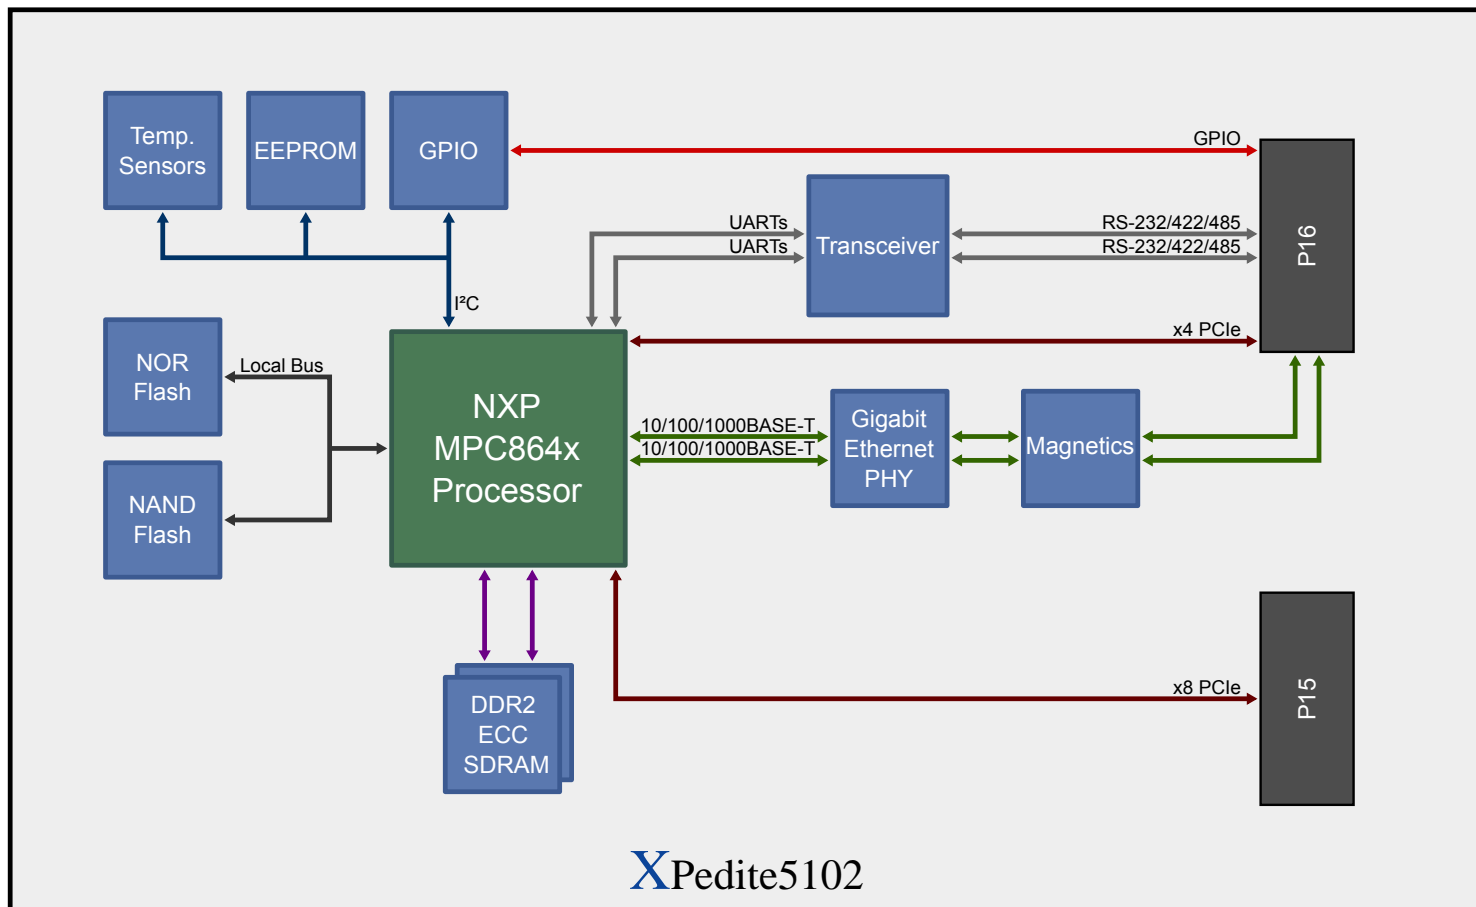 Temp.
Sensors
EEPROM
GPIO
GPIO
UARTs
UARTs
Transceiver
RS-232/422/485
RS-232/422/485
P16
I²C
x4 PCIe
NOR
Flash
Local Bus
NAND
Flash
NXP
MPC864x
Processor
10/100/1000BASE-T
10/100/1000BASE-T
Gigabit
Ethernet
PHY
Magnetics
DDR2
ECC
SDRAM
x8 PCIe
P15
XPedite5102